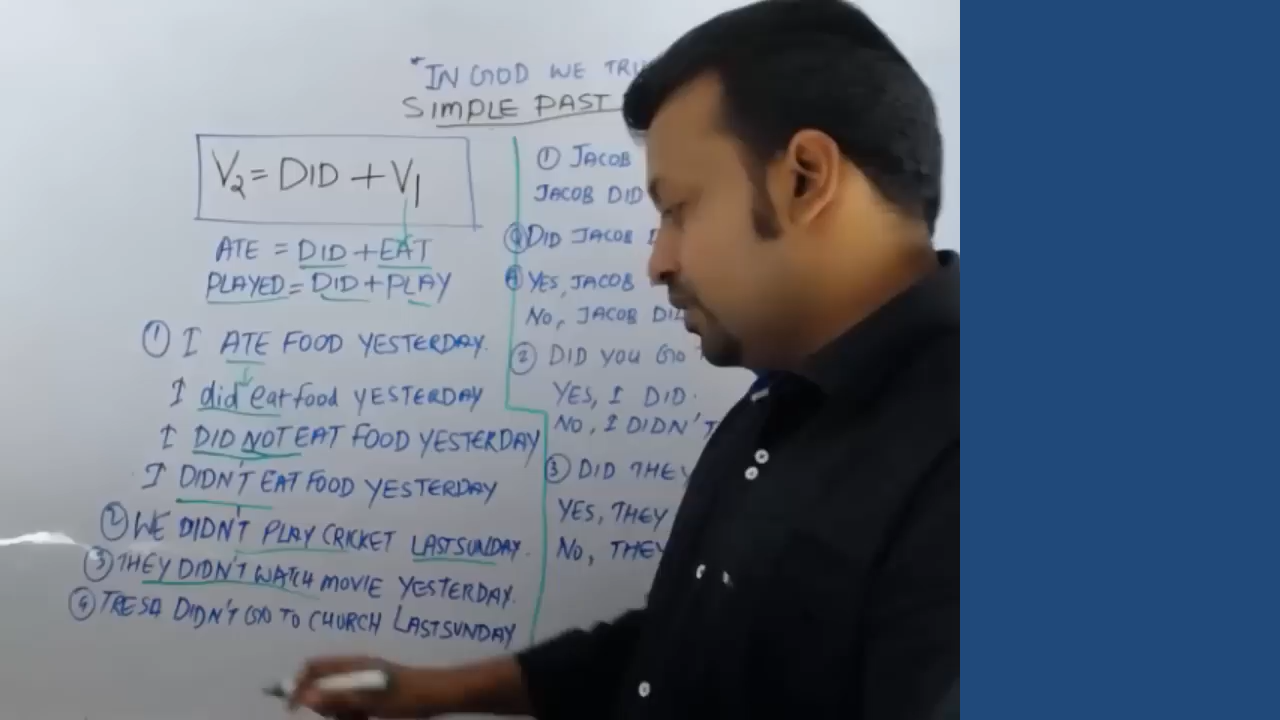 "IN GOD WE
SIMPLE PAST
V2 = DID + V1
ATE = DID + EAT
PLAYED = DID + PLAY
① I ATE FOOD YESTERDAY.
I did eat food YESTERDAY
I DID NOT EAT FOOD YESTERDAY
I DIDN'T EAT FOOD YESTERDAY
② WE DIDN'T PLAY CRICKET LAST SUNDAY.
③ THEY DIDN'T WATCH MOVIE YESTERDAY.
④ TRESA DIDN'T GO TO CHURCH LAST SUNDAY
① JACOB
JACOB DID
Q DID JACOB
A YES, JACOB
NO, JACOB
② DID YOU GO
YES, I DID.
NO, I DIDN'T
③ DID THEY
YES, THEY
NO, THEY